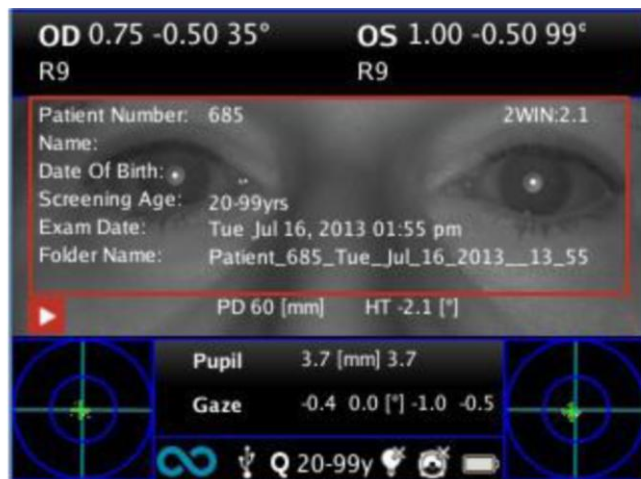 OD 0.75 -0.50 35° OS 1.00 -0.50 99°
R9 R9
Patient Number: 685 2WIN:2.1
Name:
Date Of Birth:
Screening Age: 20-99yrs
Exam Date: Tue Jul 16, 2013 01:55 pm
Folder Name: Patient_685_Tue_Jul_16_2013__13_55
PD 60 [mm] HT -2.1 [°]
Pupil 3.7 [mm] 3.7
Gaze -0.4 0.0 [°] -1.0 -0.5
Q 20-99y